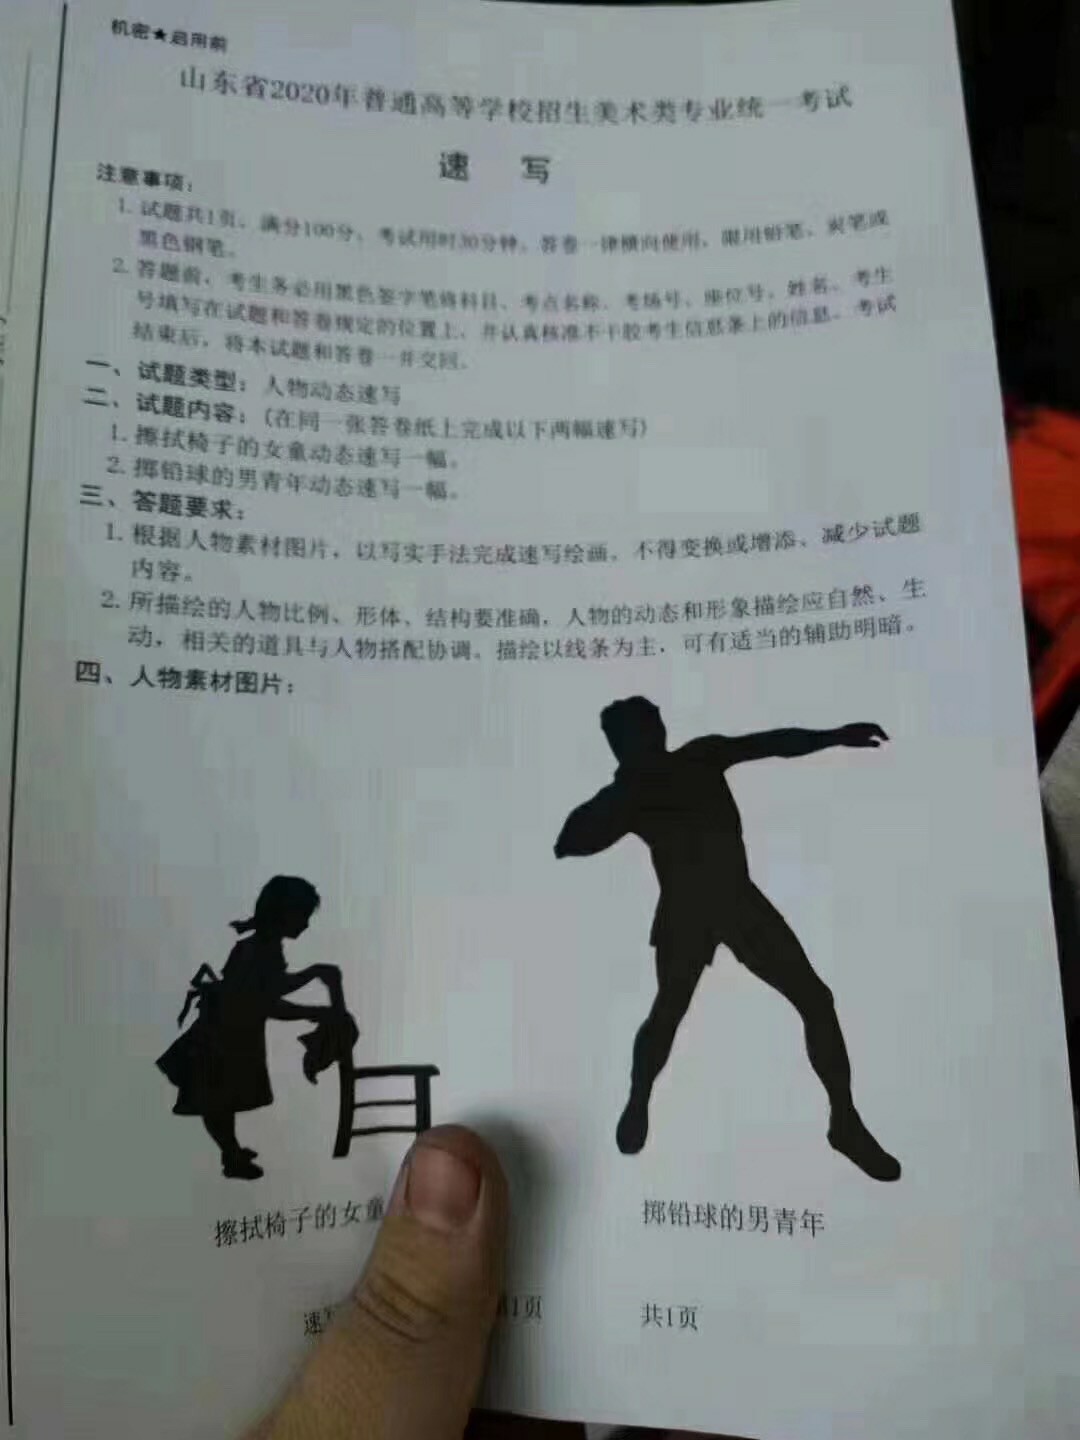 机密★启用前
山东省2020年普通高等学校招生美术类专业统一考试
速 写
注意事项：
1. 试题共1页，满分100分，考试用时30分钟。答卷一律横向使用，限用铅笔、炭笔或
黑色钢笔。
2. 答题前，考生务必用黑色签字笔将科目、考点名称、考场号、座位号、姓名、考生
号填写在试题和答卷规定的位置上，并认真核准不干胶考生信息条上的信息。考试
结束后，将本试题和答卷一并交回。
一、试题类型：人物动态速写
二、试题内容：（在同一张答卷纸上完成以下两幅速写）
1. 擦拭椅子的女童动态速写一幅。
2. 掷铅球的男青年动态速写一幅。
三、答题要求：
1. 根据人物素材图片，以写实手法完成速写绘画。不得变换或增添、减少试题
内容。
2. 所描绘的人物比例、形体、结构要准确，人物的动态和形象描绘应自然、生
动，相关的道具与人物搭配协调。描绘以线条为主，可有适当的辅助明暗。
四、人物素材图片：
擦拭椅子的女童
掷铅球的男青年
速写 1页 共1页